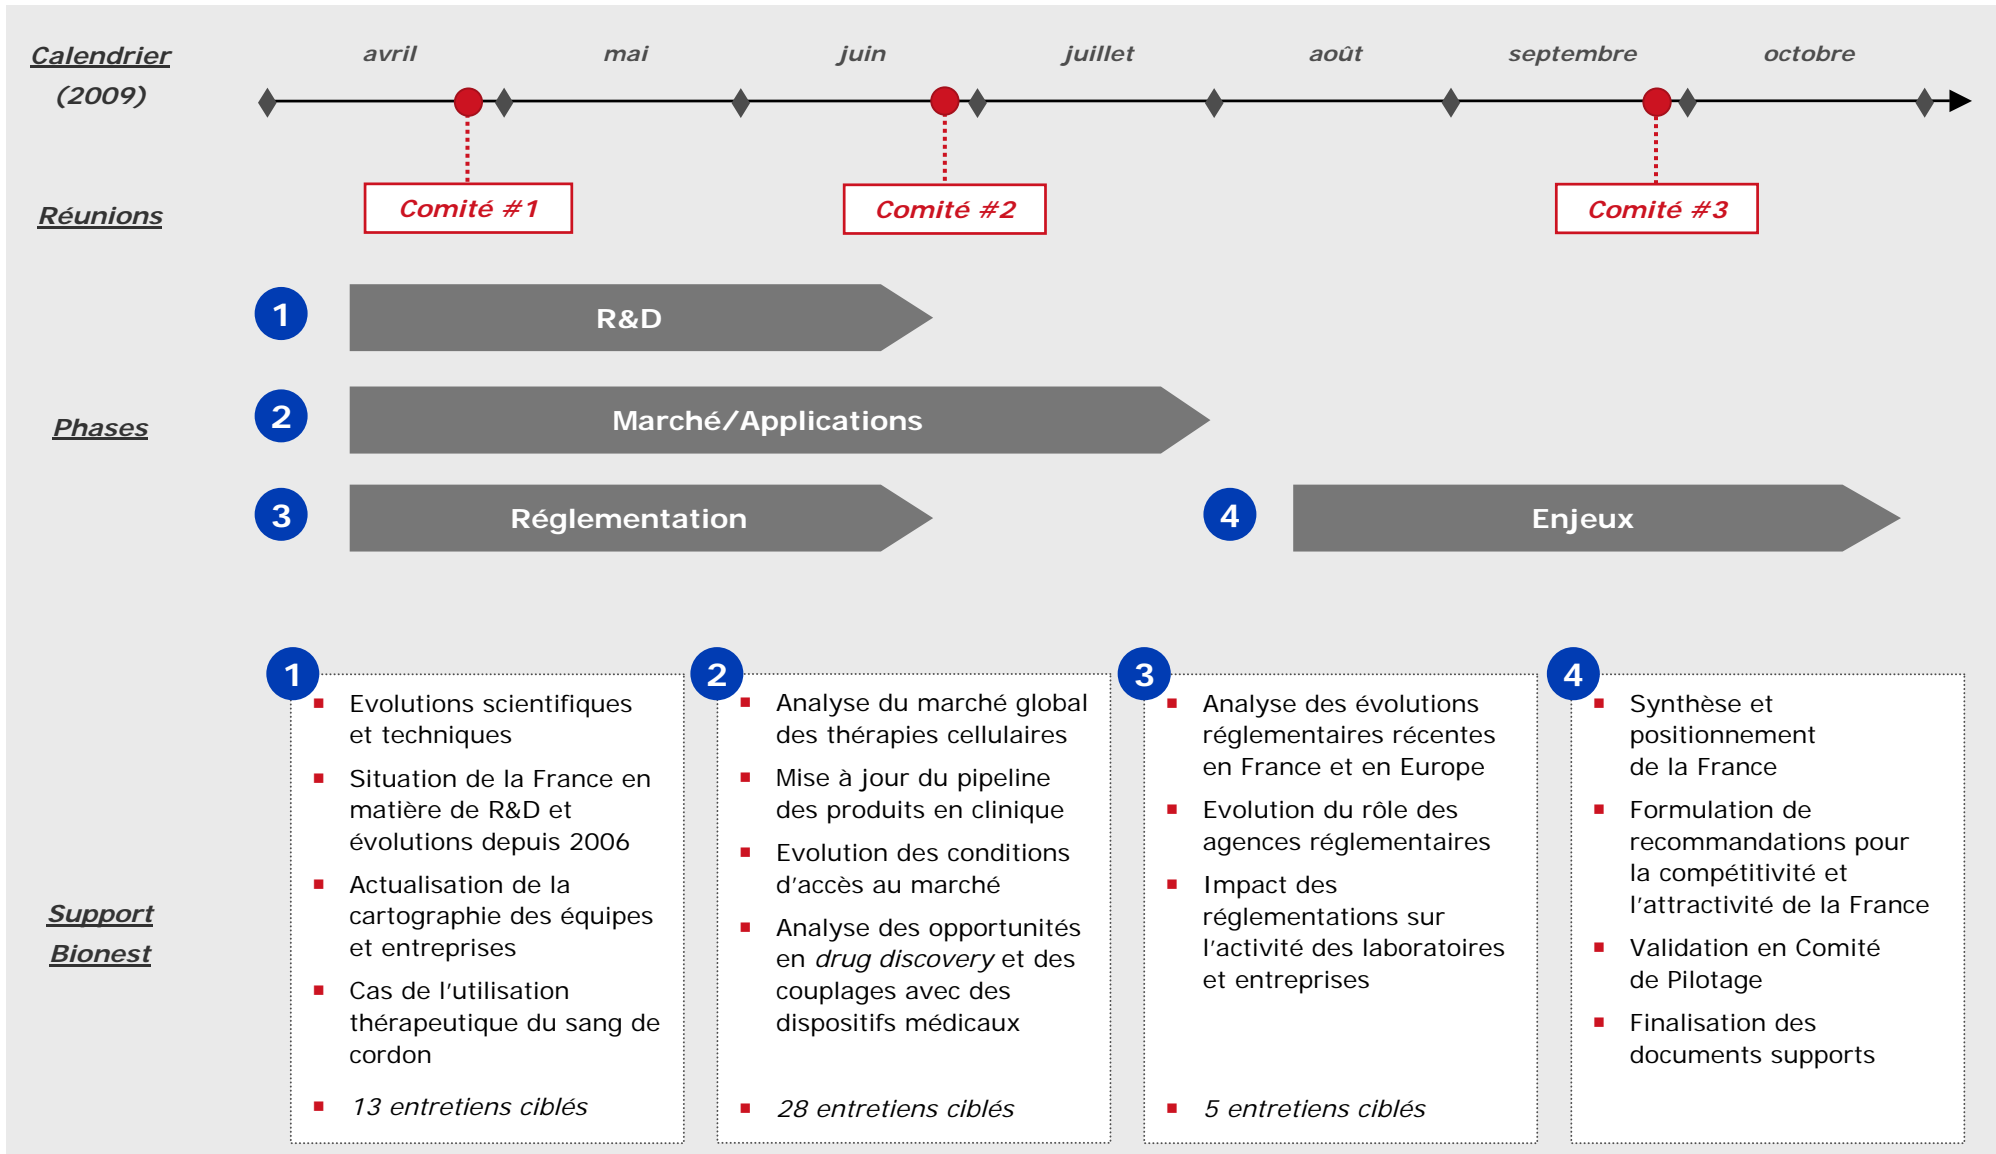 Calendrier
(2009)
avril
mai
juin
juillet
août
septembre
octobre
Réunions
Comité #1
Comité #2
Comité #3
Phases
1
R&D
2
Marché/Applications
3
Réglementation
4
Enjeux
Support
Bionest
1
▪ Evolutions scientifiques
et techniques
▪ Situation de la France en
matière de R&D et
évolutions depuis 2006
▪ Actualisation de la
cartographie des équipes
et entreprises
▪ Cas de l'utilisation
thérapeutique du sang de
cordon
▪ 13 entretiens ciblés
2
▪ Analyse du marché global
des thérapies cellulaires
▪ Mise à jour du pipeline
des produits en clinique
▪ Evolution des conditions
d'accès au marché
▪ Analyse des opportunités
en drug discovery et des
couplages avec des
dispositifs médicaux
▪ 28 entretiens ciblés
3
▪ Analyse des évolutions
réglementaires récentes
en France et en Europe
▪ Evolution du rôle des
agences réglementaires
▪ Impact des
réglementations sur
l'activité des laboratoires
et entreprises
▪ 5 entretiens ciblés
4
▪ Synthèse et
positionnement
de la France
▪ Formulation de
recommandations pour
la compétitivité et
l'attractivité de la France
▪ Validation en Comité
de Pilotage
▪ Finalisation des
documents supports